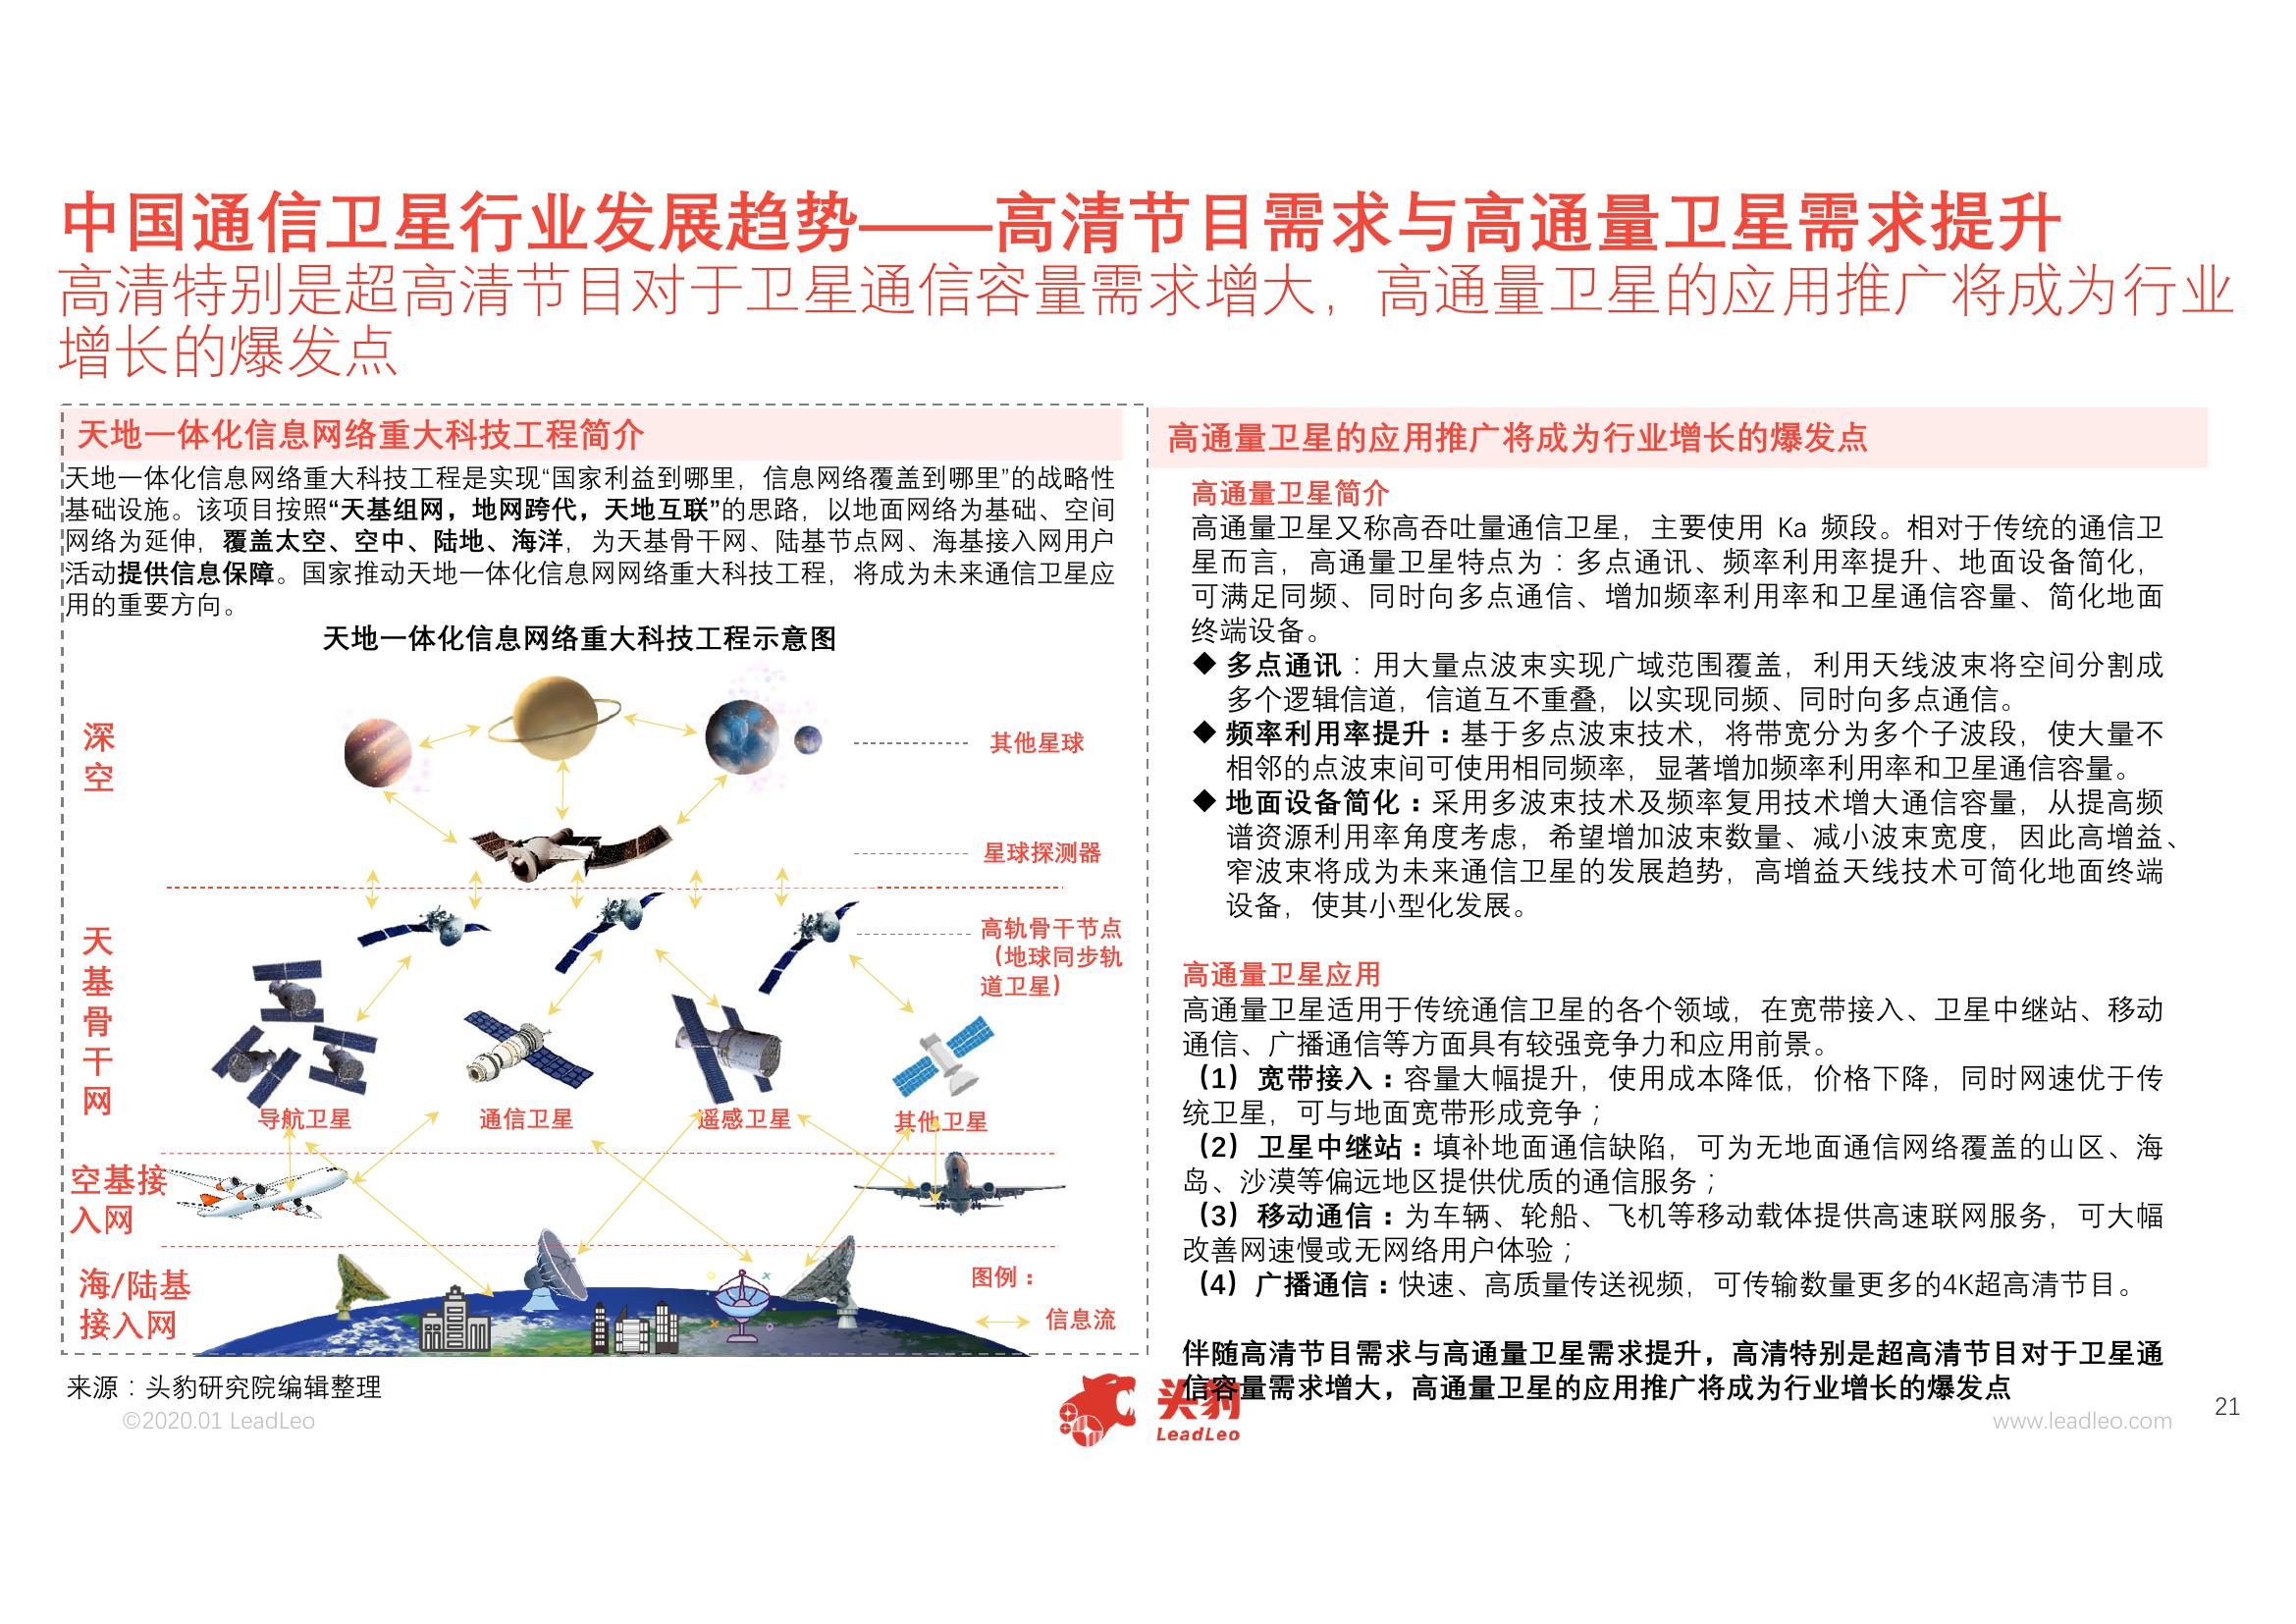 中国通信卫星行业发展趋势——高清节目需求与高通量卫星需求提升
高清特别是超高清节目对于卫星通信容量需求增大，高通量卫星的应用推广将成为行业
增长的爆发点
天地一体化信息网络重大科技工程简介
天地一体化信息网络重大科技工程是实现“国家利益到哪里，信息网络覆盖到哪里”的战略性
基础设施。该项目按照“天基组网，地网跨代，天地互联”的思路，以地面网络为基础、空间
网络为延伸，覆盖太空、空中、陆地、海洋，为天基骨干网、陆基节点网、海基接入网用户
活动提供信息保障。国家推动天地一体化信息网网络重大科技工程，将成为未来通信卫星应
用的重要方向。
天地一体化信息网络重大科技工程示意图
深
空
其他星球
星球探测器
天
基
骨
干
网
高轨骨干节点
（地球同步轨
道卫星）
导航卫星
通信卫星
遥感卫星
其他卫星
空基接
入网
海/陆基
接入网
图例：
信息流
来源：头豹研究院编辑整理
高通量卫星的应用推广将成为行业增长的爆发点
高通量卫星简介
高通量卫星又称高吞吐量通信卫星，主要使用 Ka 频段。相对于传统的通信卫
星而言，高通量卫星特点为：多点通讯、频率利用率提升、地面设备简化，
可满足同频、同时向多点通信、增加频率利用率和卫星通信容量、简化地面
终端设备。
◆ 多点通讯：用大量点波束实现广域范围覆盖，利用天线波束将空间分割成
多个逻辑信道，信道互不重叠，以实现同频、同时向多点通信。
◆ 频率利用率提升：基于多点波束技术，将带宽分为多个子波段，使大量不
相邻的点波束间可使用相同频率，显著增加频率利用率和卫星通信容量。
◆ 地面设备简化：采用多波束技术及频率复用技术增大通信容量，从提高频
谱资源利用率角度考虑，希望增加波束数量、减小波束宽度，因此高增益、
窄波束将成为未来通信卫星的发展趋势，高增益天线技术可简化地面终端
设备，使其小型化发展。
高通量卫星应用
高通量卫星适用于传统通信卫星的各个领域，在宽带接入、卫星中继站、移动
通信、广播通信等方面具有较强竞争力和应用前景。
（1）宽带接入：容量大幅提升，使用成本降低，价格下降，同时网速优于传
统卫星，可与地面宽带形成竞争；
（2）卫星中继站：填补地面通信缺陷，可为无地面通信网络覆盖的山区、海
岛、沙漠等偏远地区提供优质的通信服务；
（3）移动通信：为车辆、轮船、飞机等移动载体提供高速联网服务，可大幅
改善网速慢或无网络用户体验；
（4）广播通信：快速、高质量传送视频，可传输数量更多的4K超高清节目。
伴随高清节目需求与高通量卫星需求提升，高清特别是超高清节目对于卫星通
信容量需求增大，高通量卫星的应用推广将成为行业增长的爆发点
©2020.01 LeadLeo
头豹
LeadLeo
www.leadleo.com
21